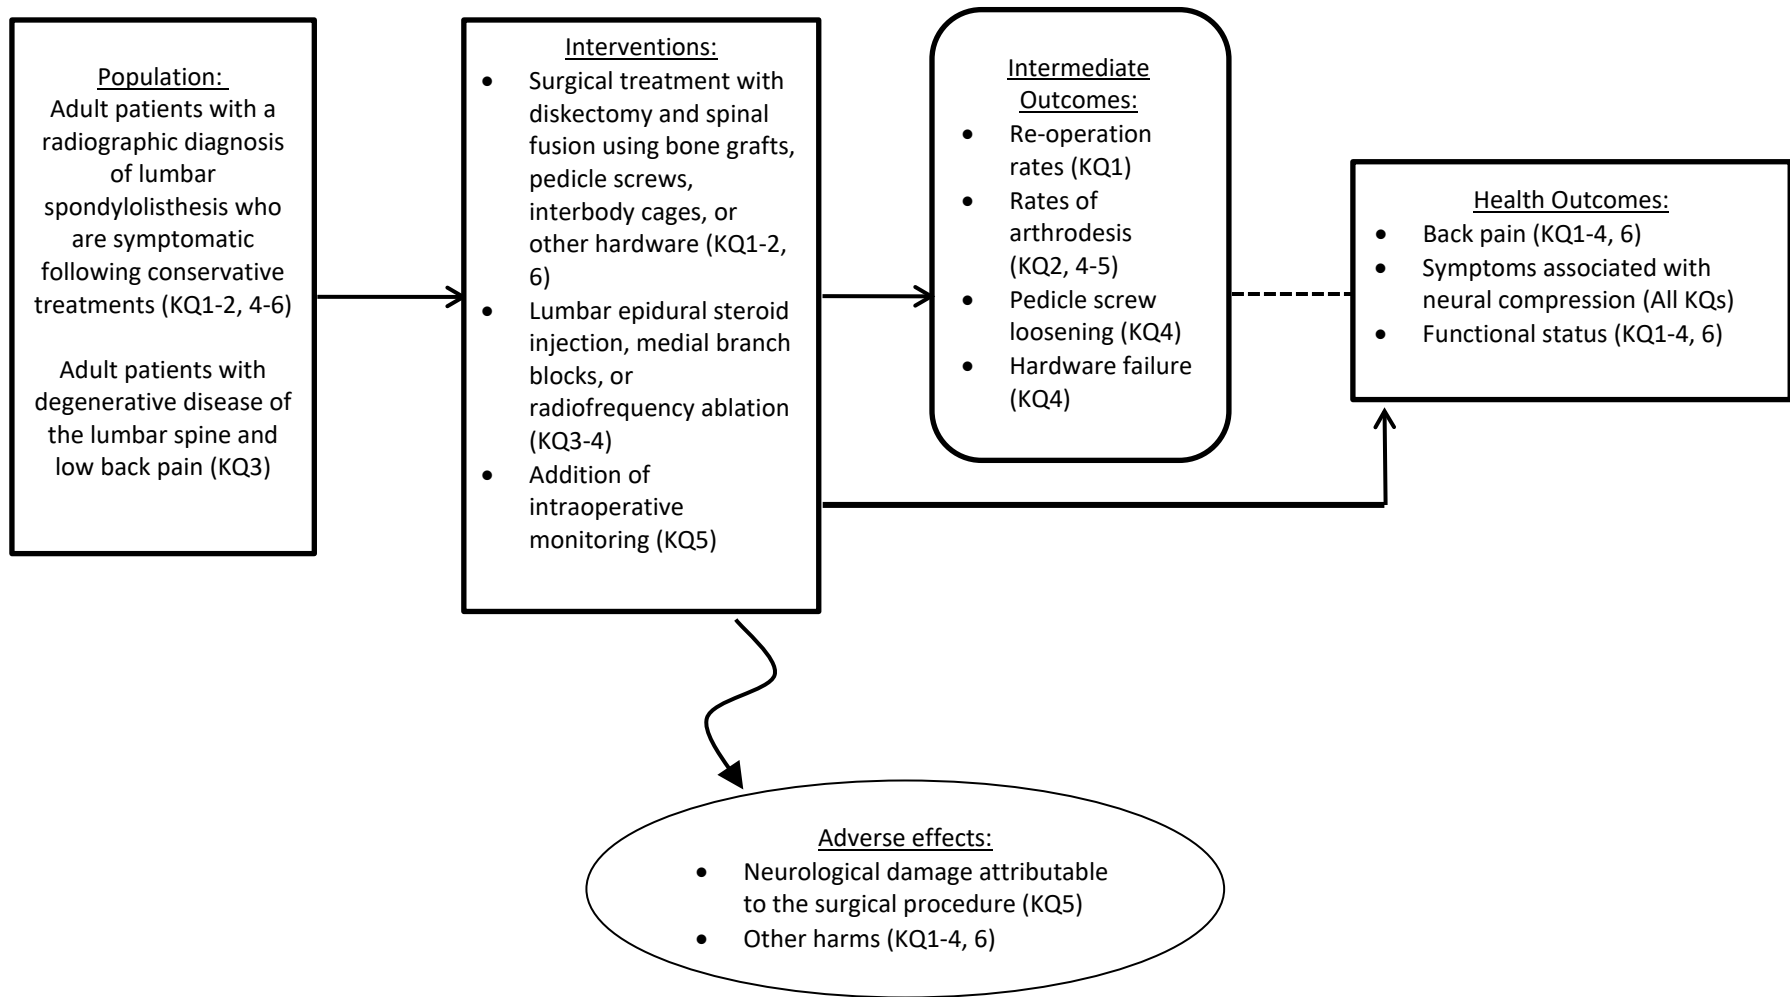 Population:
Adult patients with a
radiographic diagnosis
of lumbar
spondylolisthesis who
are symptomatic
following conservative
treatments (KQ1-2, 4-6)
Adult patients with
degenerative disease of
the lumbar spine and
low back pain (KQ3)
Interventions:
• Surgical treatment with
diskectomy and spinal
fusion using bone grafts,
pedicle screws,
interbody cages, or
other hardware (KQ1-2,
6)
• Lumbar epidural steroid
injection, medial branch
blocks, or
radiofrequency ablation
(KQ3-4)
• Addition of
intraoperative
monitoring (KQ5)
Intermediate
Outcomes:
• Re-operation
rates (KQ1)
• Rates of
arthrodesis
(KQ2, 4-5)
• Pedicle screw
loosening (KQ4)
• Hardware failure
(KQ4)
Health Outcomes:
• Back pain (KQ1-4, 6)
• Symptoms associated with
neural compression (All KQs)
• Functional status (KQ1-4, 6)
Adverse effects:
• Neurological damage attributable
to the surgical procedure (KQ5)
• Other harms (KQ1-4, 6)